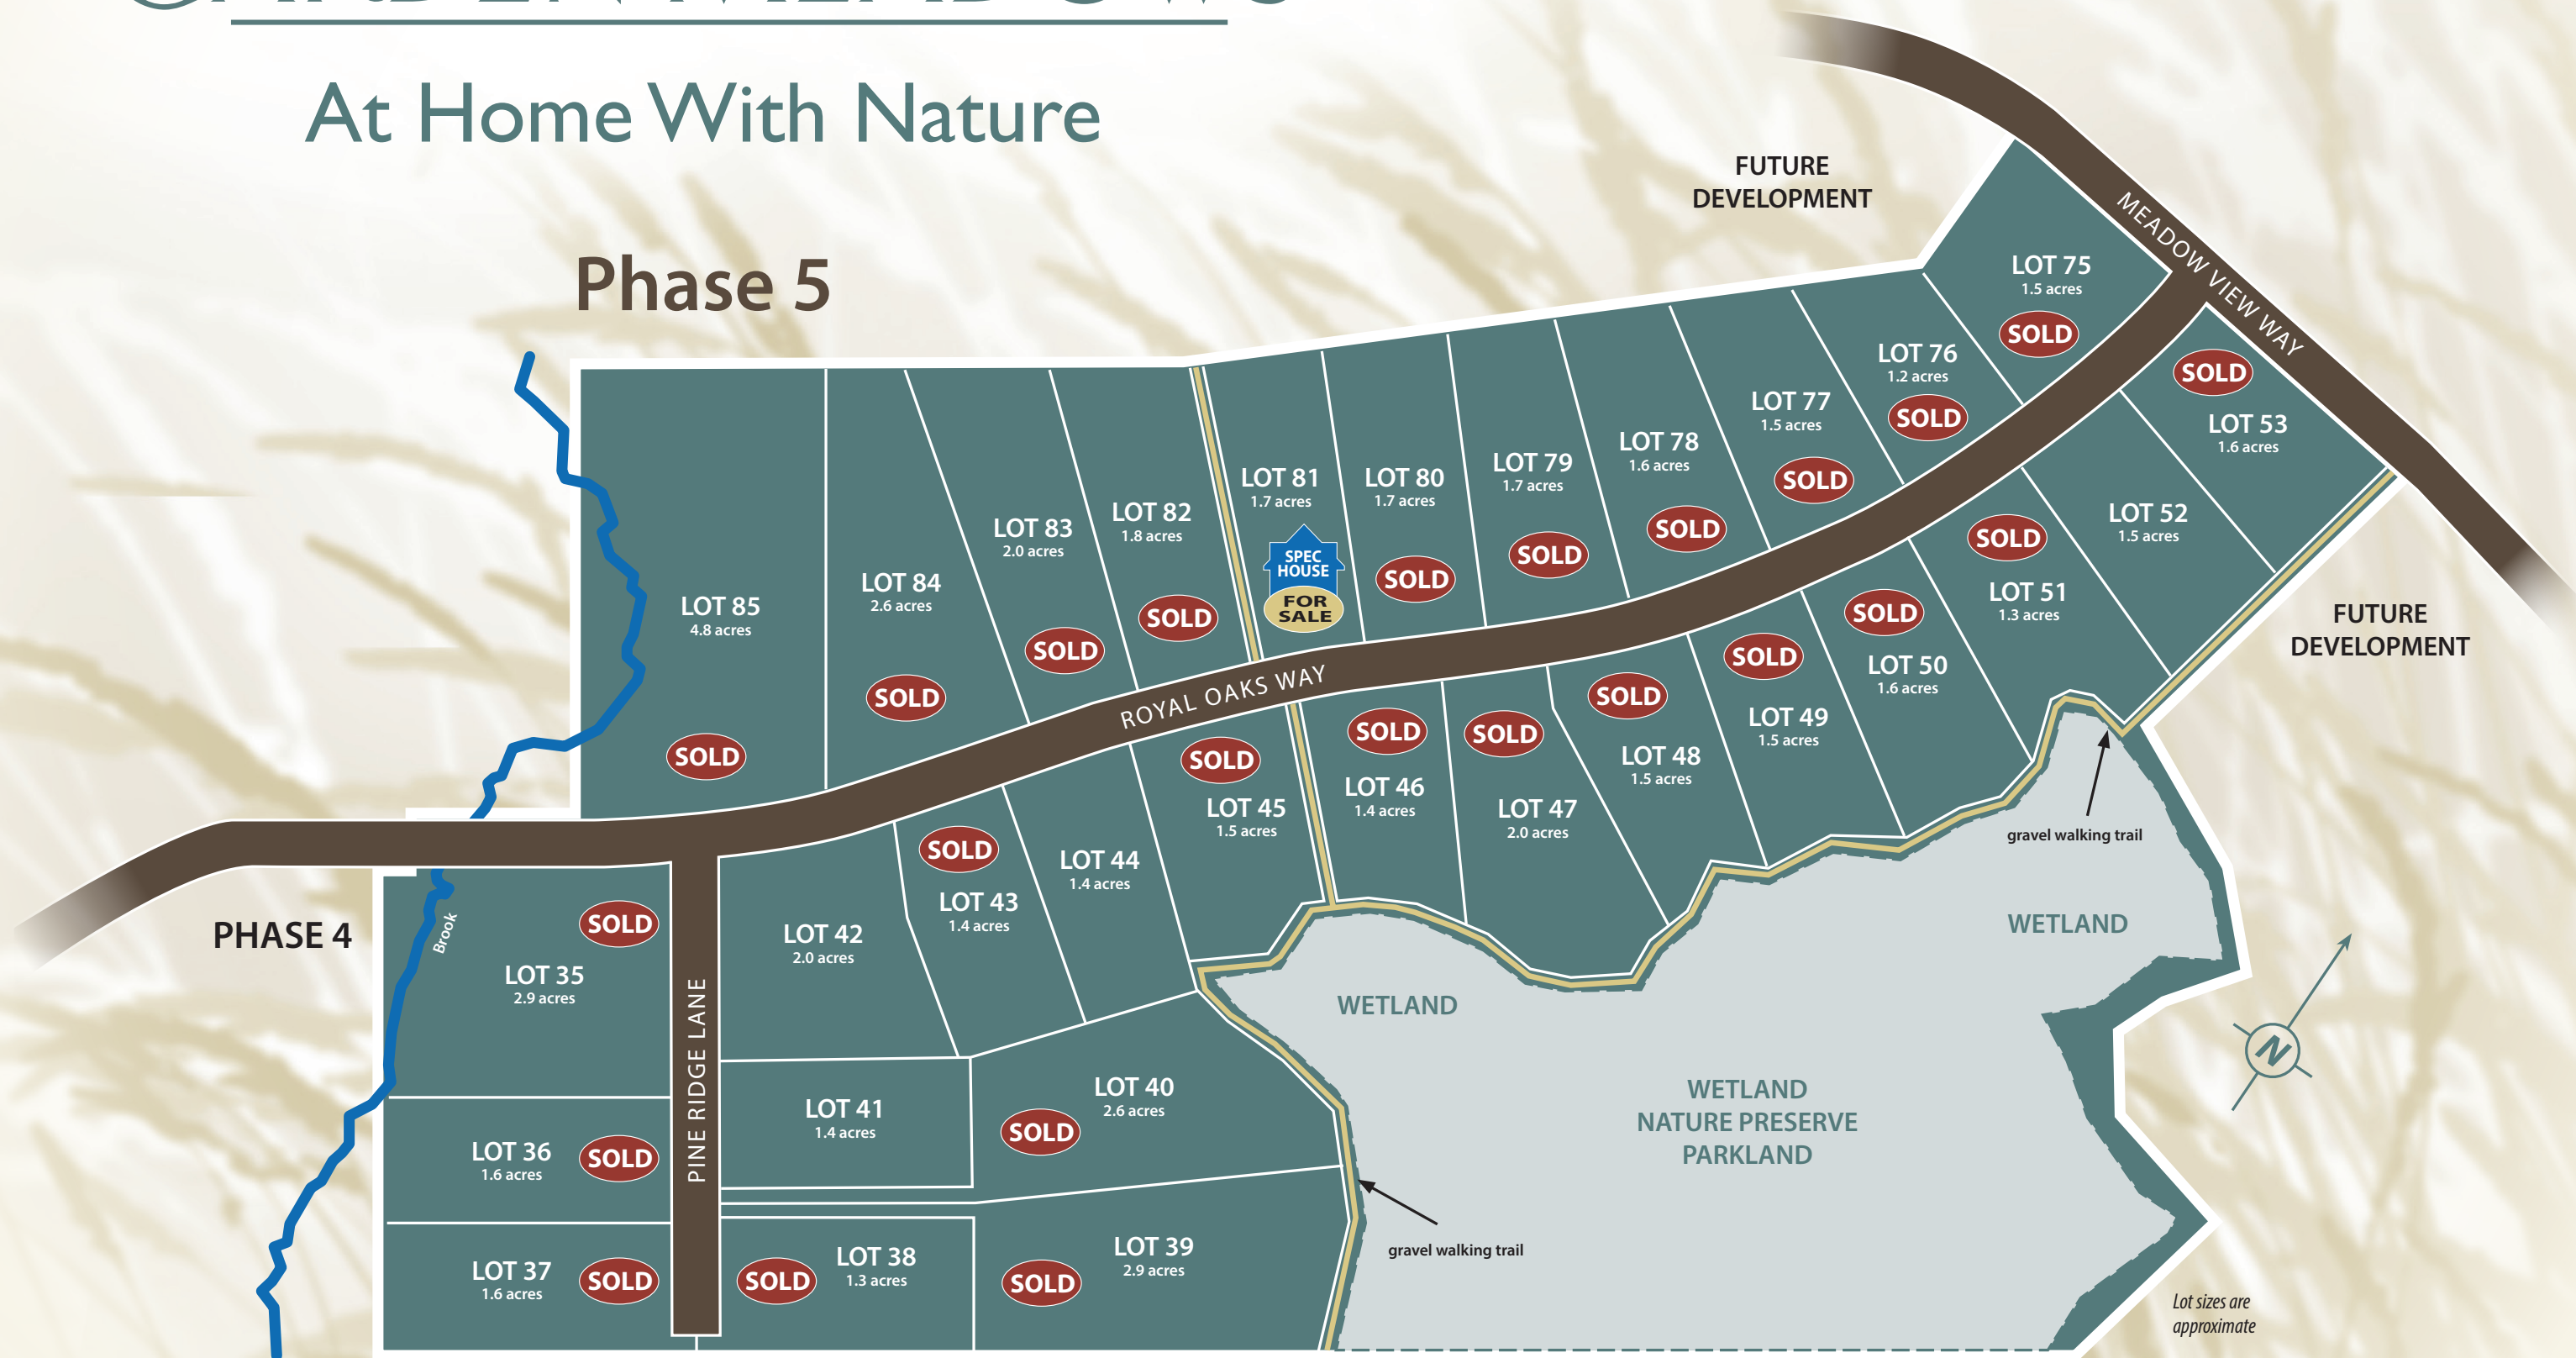 At Home With Nature
Phase 5
FUTURE
DEVELOPMENT
MEADOW VIEW WAY
LOT 75
1.5 acres
SOLD
LOT 76
1.2 acres
SOLD
LOT 77
1.5 acres
SOLD
LOT 78
1.6 acres
SOLD
LOT 79
1.7 acres
SOLD
LOT 80
1.7 acres
SOLD
LOT 81
1.7 acres
SPEC
HOUSE
FOR
SALE
LOT 82
1.8 acres
SOLD
LOT 83
2.0 acres
SOLD
LOT 84
2.6 acres
SOLD
LOT 85
4.8 acres
SOLD
ROYAL OAKS WAY
SOLD
LOT 53
1.6 acres
LOT 52
1.5 acres
SOLD
LOT 51
1.3 acres
SOLD
LOT 50
1.6 acres
SOLD
LOT 49
1.5 acres
SOLD
LOT 48
1.5 acres
SOLD
LOT 47
2.0 acres
SOLD
LOT 46
1.4 acres
SOLD
LOT 45
1.5 acres
LOT 44
1.4 acres
SOLD
LOT 43
1.4 acres
LOT 42
2.0 acres
FUTURE
DEVELOPMENT
gravel walking trail
WETLAND
WETLAND
PHASE 4
Brook
SOLD
LOT 35
2.9 acres
PINE RIDGE LANE
LOT 41
1.4 acres
LOT 40
2.6 acres
SOLD
LOT 36
1.6 acres
SOLD
LOT 37
1.6 acres
SOLD
SOLD
LOT 38
1.3 acres
LOT 39
2.9 acres
SOLD
gravel walking trail
WETLAND
NATURE PRESERVE
PARKLAND
N
Lot sizes are
approximate